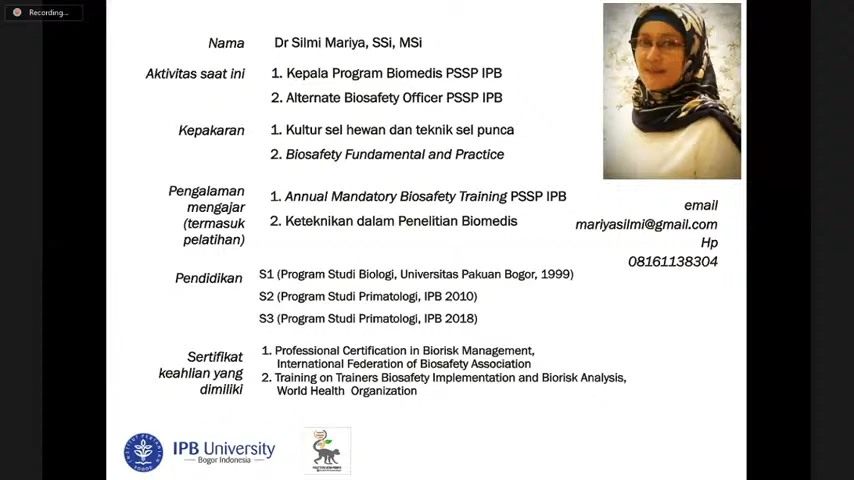 Recording...
Nama Dr Silmi Mariya, SSi, MSi
Aktivitas saat ini 1. Kepala Program Biomedis PSSP IPB
2. Alternate Biosafety Officer PSSP IPB
Kepakaran 1. Kultur sel hewan dan teknik sel punca
2. Biosafety Fundamental and Practice
Pengalaman
mengajar
(termasuk
pelatihan)
1. Annual Mandatory Biosafety Training PSSP IPB
2. Keteknikan dalam Penelitian Biomedis
email
mariyasilmi@gmail.com
Hp
08161138304
Pendidikan
S1 (Program Studi Biologi, Universitas Pakuan Bogor, 1999)
S2 (Program Studi Primatologi, IPB 2010)
S3 (Program Studi Primatologi, IPB 2018)
Sertifikat
keahlian yang
dimiliki
1. Professional Certification in Biorisk Management,
International Federation of Biosafety Association
2. Training on Trainers Biosafety Implementation and Biorisk Analysis,
World Health Organization
IPB University
Bogor Indonesia